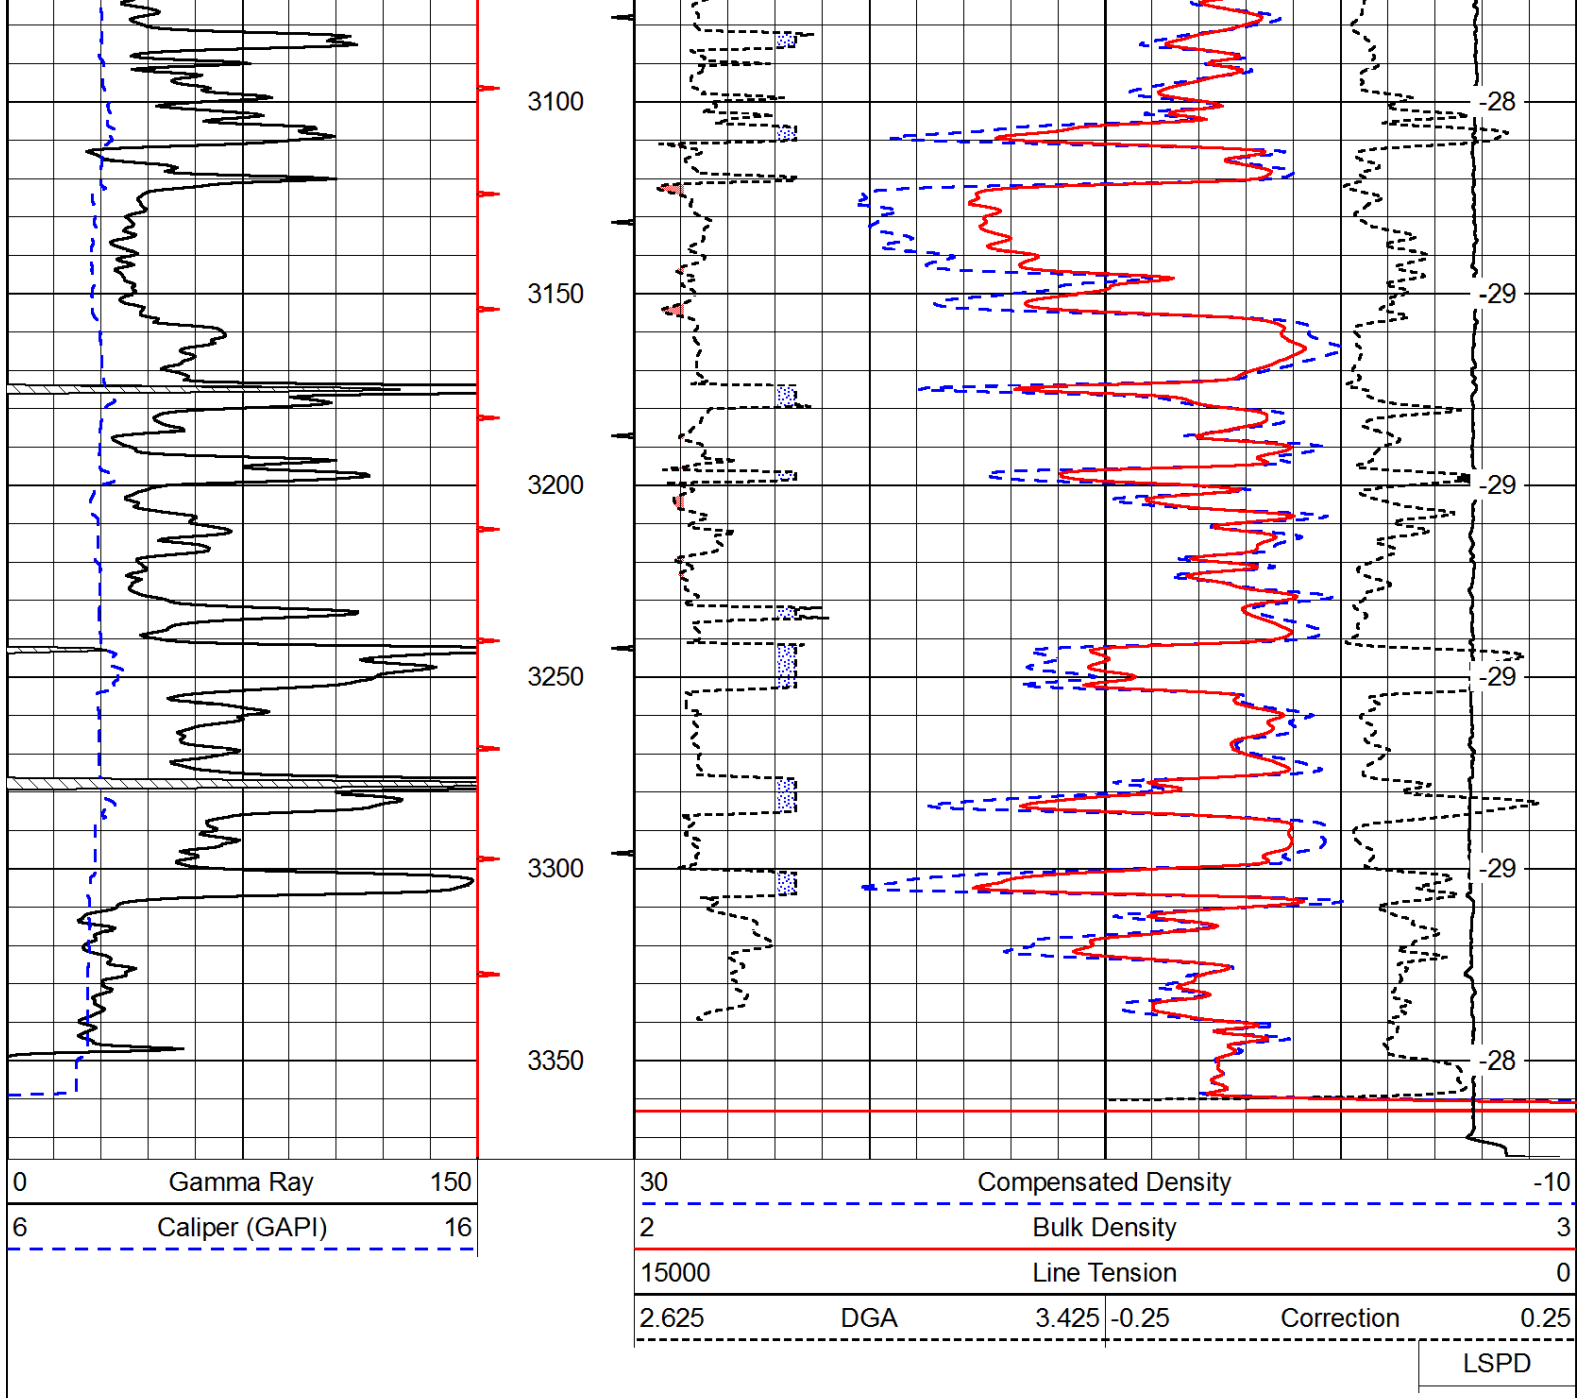 3100
-28
3150
-29
3200
-29
3250
-29
3300
-29
3350
-28
0 Gamma Ray 150
6 Caliper (GAPI) 16
30 Compensated Density -10
2 Bulk Density 3
15000 Line Tension 0
2.625 DGA 3.425 -0.25 Correction 0.25
LSPD